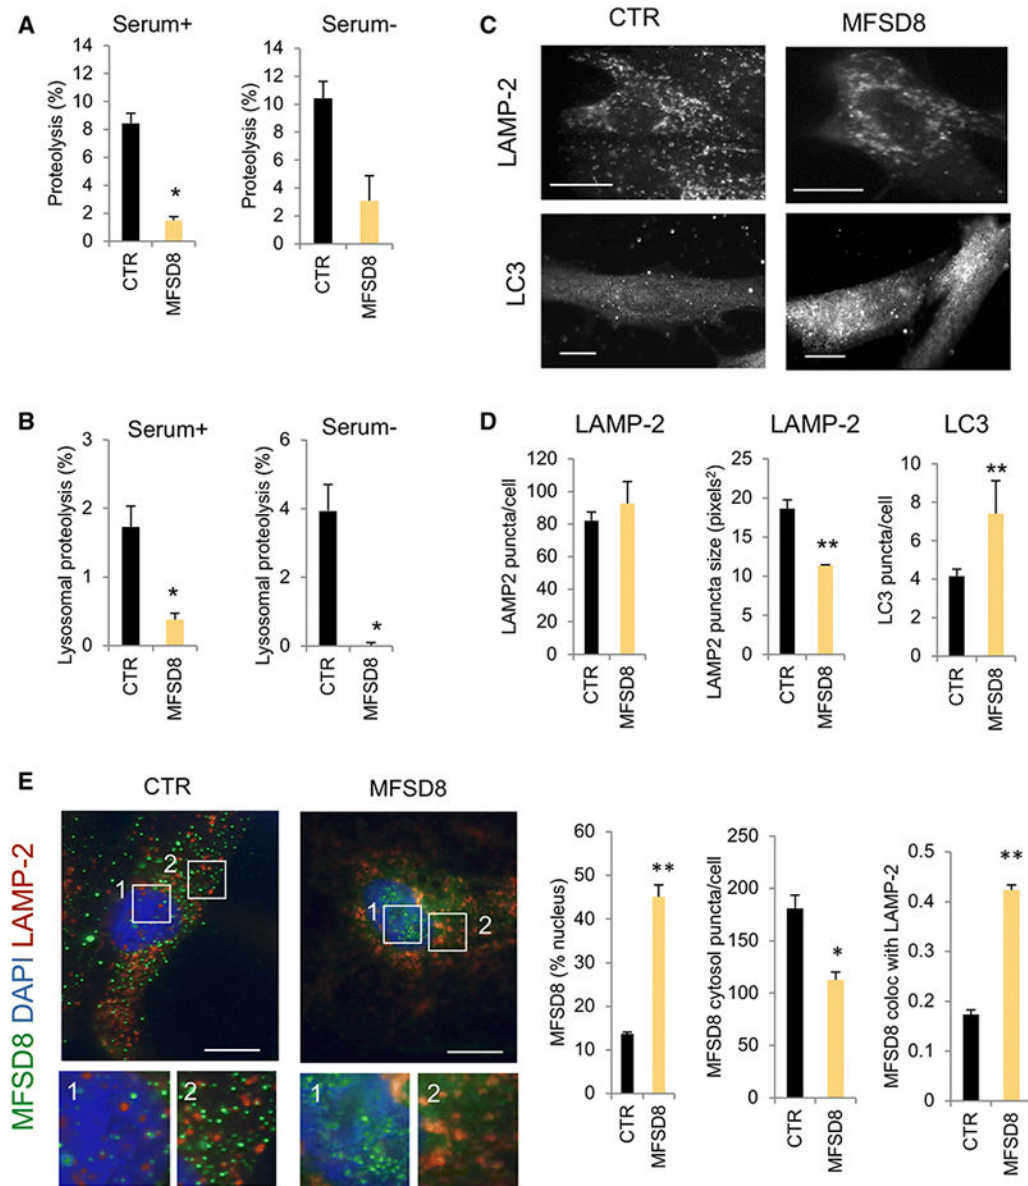 A
Serum+
Serum-
Proteolysis (%)
14
12
10
8
6
4
2
0
*
CTR
MFSD8
Proteolysis (%)
14
12
10
8
6
4
2
0
CTR
MFSD8
B
Serum+
Serum-
Lysosomal proteolysis (%)
3
2
1
0
*
CTR
MFSD8
Lysosomal proteolysis (%)
6
4
2
0
*
CTR
MFSD8
C
CTR
MFSD8
LAMP-2
LC3
D
LAMP-2
LAMP2 puncta/cell
120
100
80
60
40
20
0
CTR
MFSD8
LAMP-2
LAMP2 puncta size (pixels²)
25
20
15
10
5
0
**
CTR
MFSD8
LC3
LC3 puncta/cell
10
8
6
4
2
0
**
CTR
MFSD8
E
MFSD8 DAPI LAMP-2
CTR
MFSD8
1
2
1
2
1
2
1
2
MFSD8 (% nucleus)
60
50
40
30
20
10
0
**
CTR
MFSD8
MFSD8 cytosol puncta/cell
250
200
150
100
50
0
*
CTR
MFSD8
MFSD8 coloc with LAMP-2
0.5
0.4
0.3
0.2
0.1
0
**
CTR
MFSD8